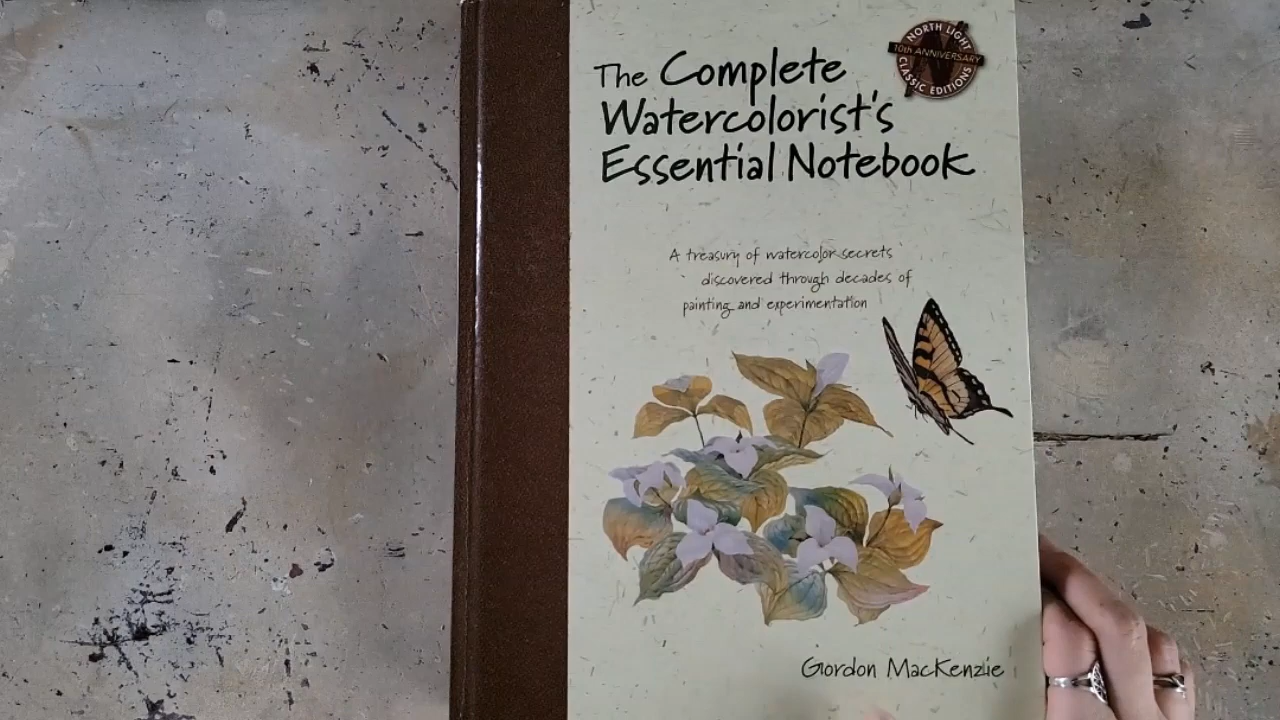 The Complete
Watercolorist's
Essential Notebook
NORTH LIGHT
10th ANNIVERSARY
CLASSIC EDITIONS
A treasury of watercolor secrets
discovered through decades of
painting and experimentation
Gordon MacKenzie